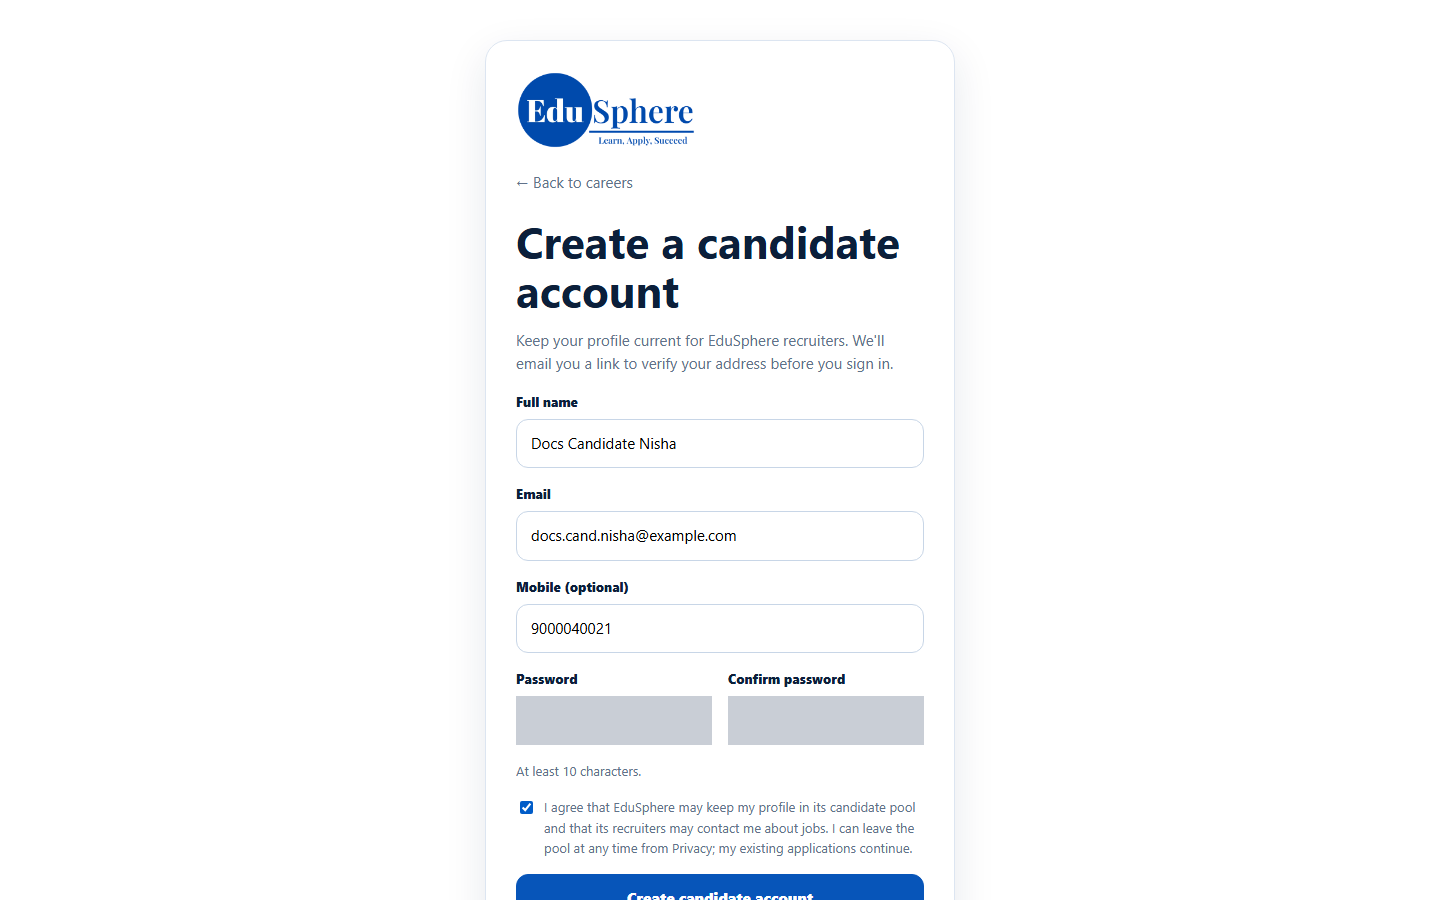 EduSphere
Learn, Apply, Succeed
← Back to careers
Create a candidate
account
Keep your profile current for EduSphere recruiters. We'll
email you a link to verify your address before you sign in.
Full name
Docs Candidate Nisha
Email
docs.cand.nisha@example.com
Mobile (optional)
9000040021
Password Confirm password
At least 10 characters.
I agree that EduSphere may keep my profile in its candidate pool
and that its recruiters may contact me about jobs. I can leave the
pool at any time from Privacy; my existing applications continue.
Create candidate account